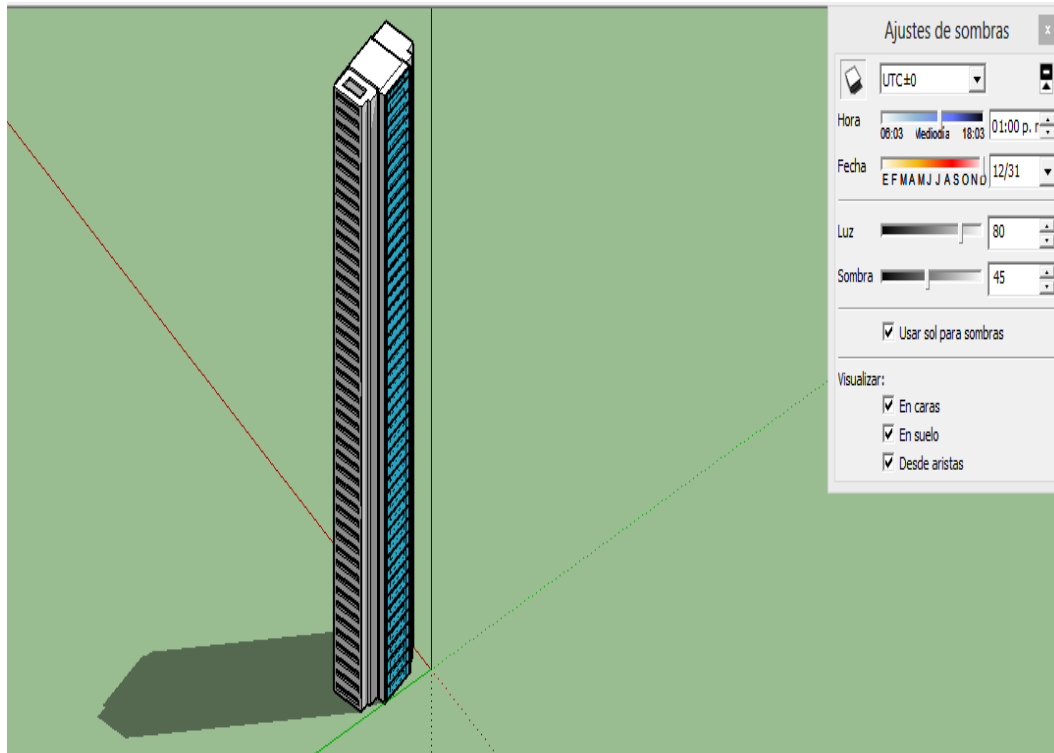 Ajustes de sombras x
UTC±0
Hora 06:03 Mediodía 18:03 01:00 p. r
Fecha E F M A M J J A S O N D 12/31
Luz 80
Sombra 45
Usar sol para sombras
Visualizar:
En caras
En suelo
Desde aristas